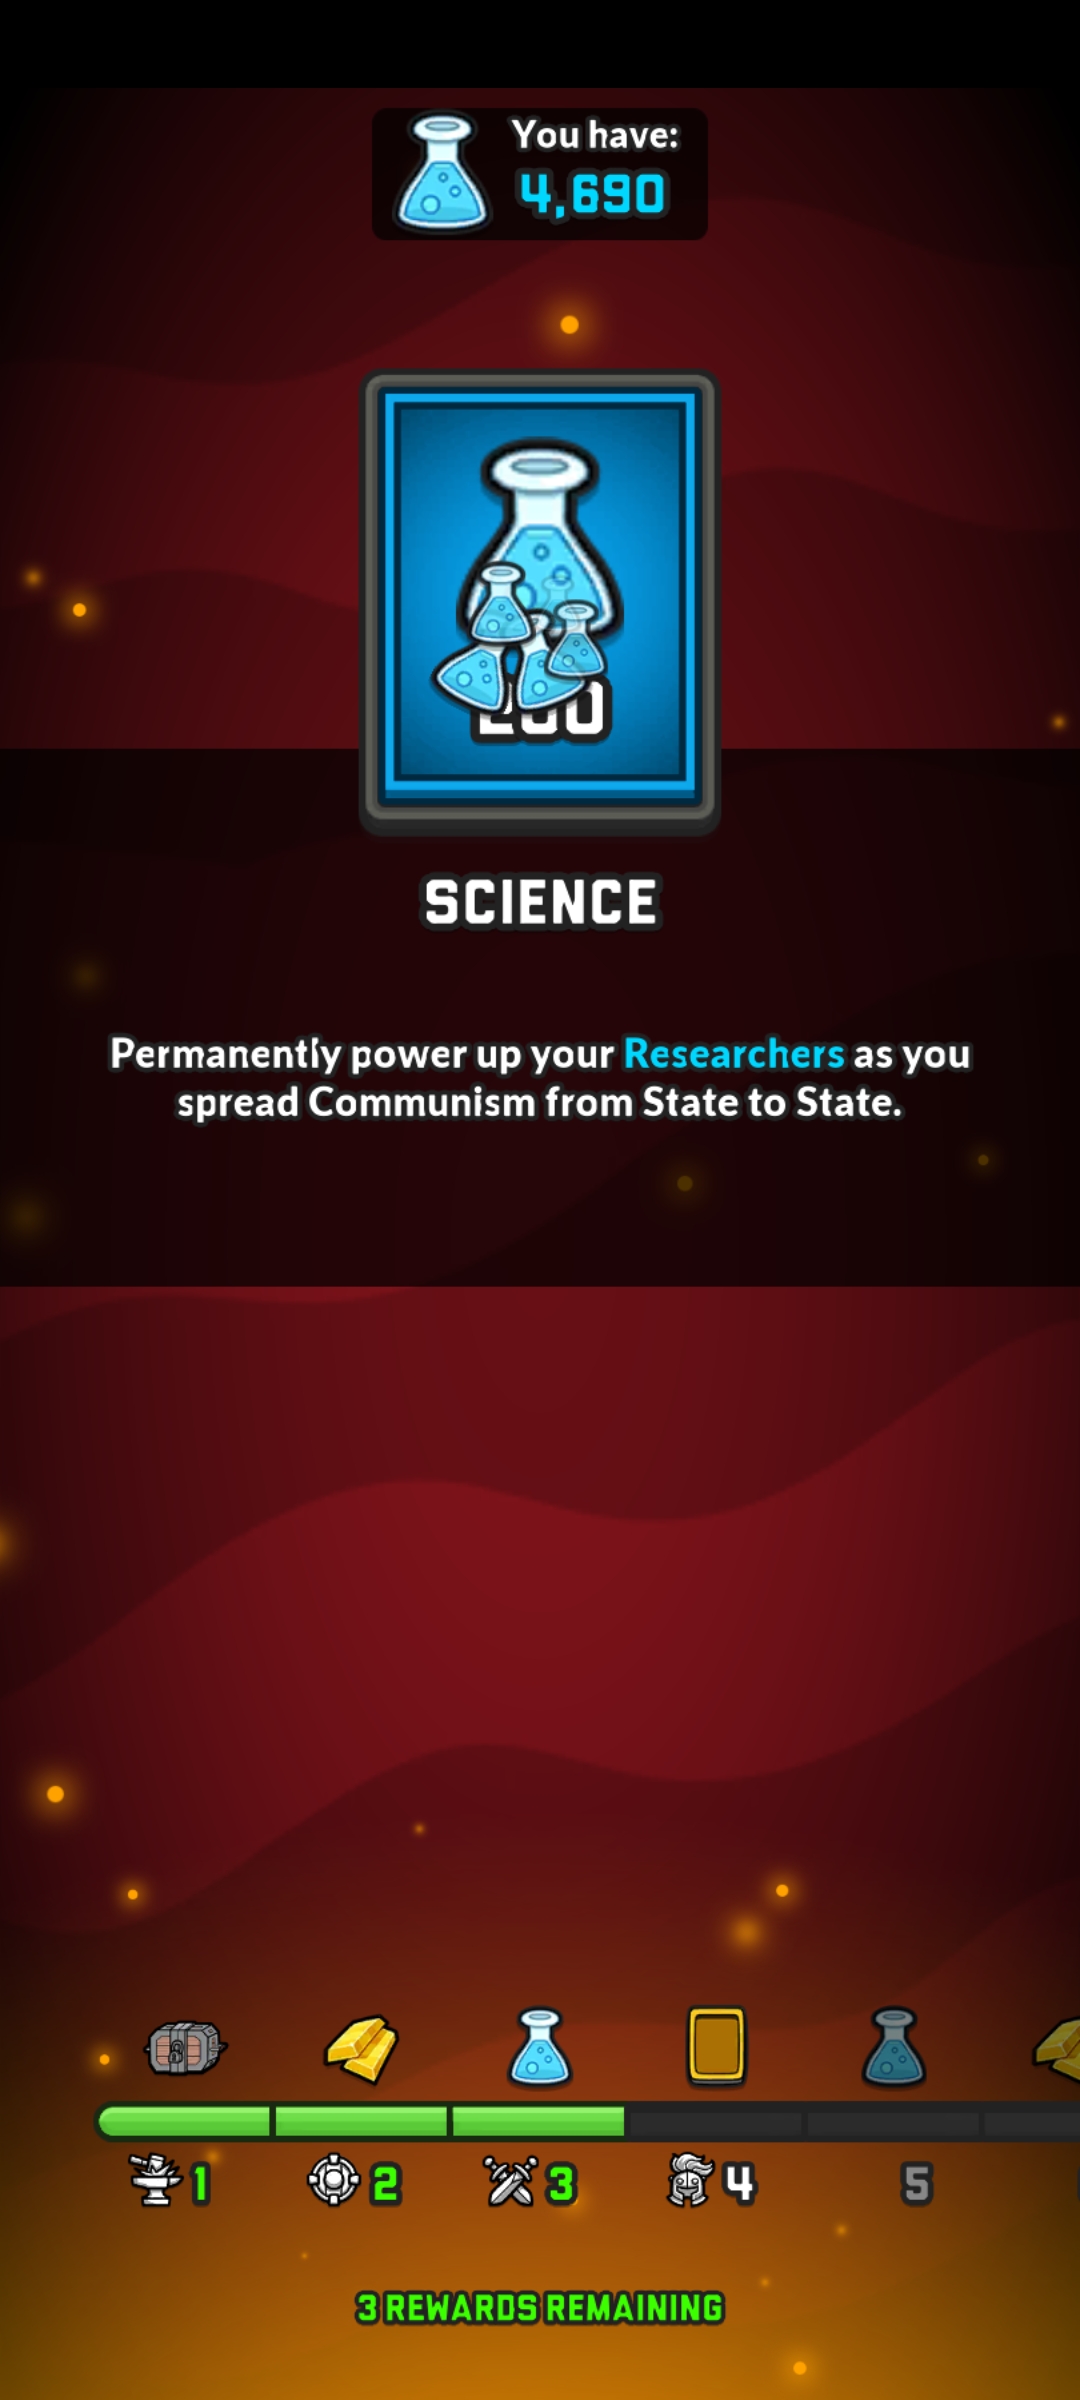 You have:
4,690
SCIENCE
Permanently power up your Researchers as you
spread Communism from State to State.
1 2 3 4 5
3 REWARDS REMAINING